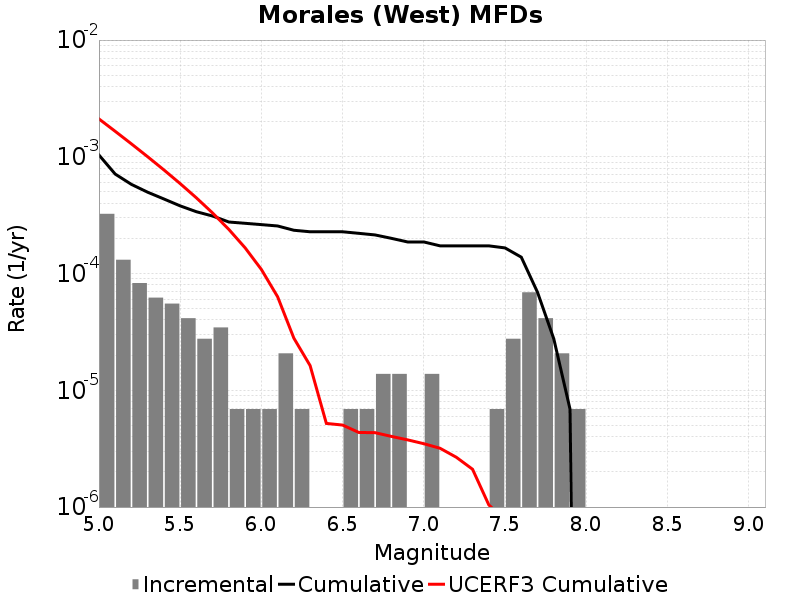 Morales (West) MFDs
10-2
10-3
10-4
10-5
10-6
Rate (1/yr)
5.0 5.5 6.0 6.5 7.0 7.5 8.0 8.5 9.0
Magnitude
Incremental Cumulative UCERF3 Cumulative